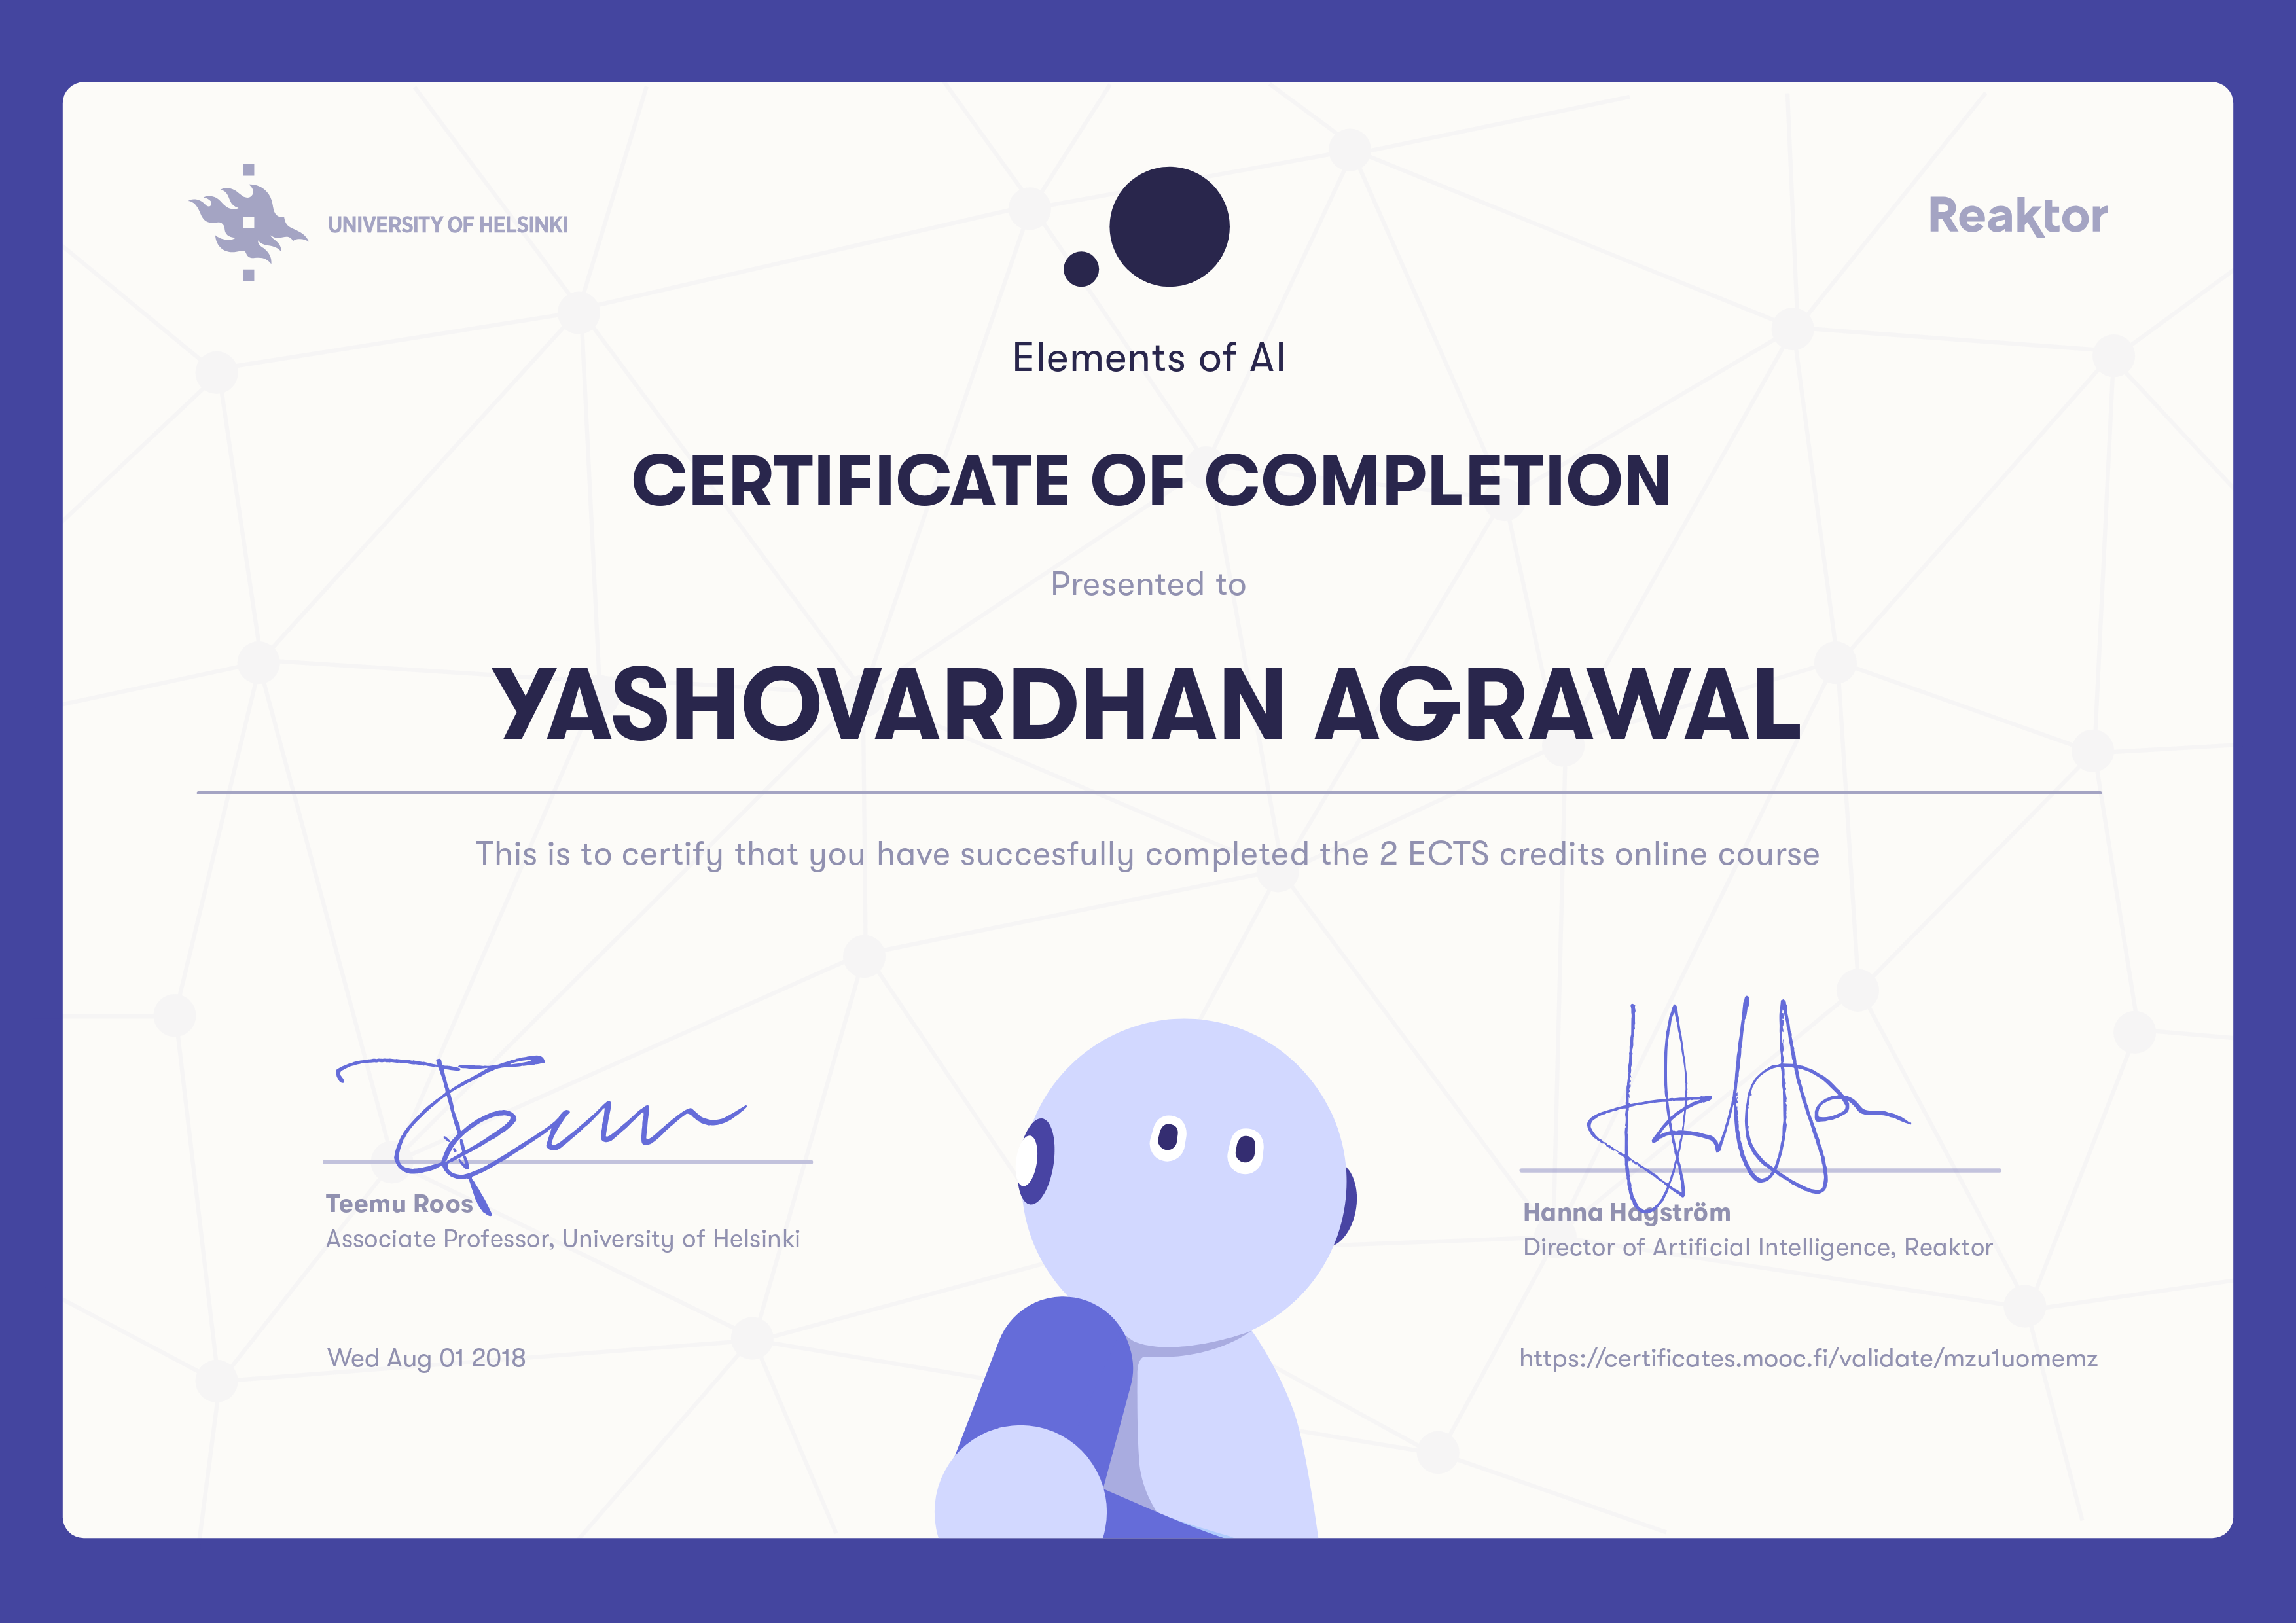 UNIVERSITY OF HELSINKI
Reaktor
Elements of AI
CERTIFICATE OF COMPLETION
Presented to
YASHOVARDHAN AGRAWAL
This is to certify that you have succesfully completed the 2 ECTS credits online course
Teemu Roos
Associate Professor, University of Helsinki
Hanna Hagström
Director of Artificial Intelligence, Reaktor
Wed Aug 01 2018
https://certificates.mooc.fi/validate/mzu1uomemz